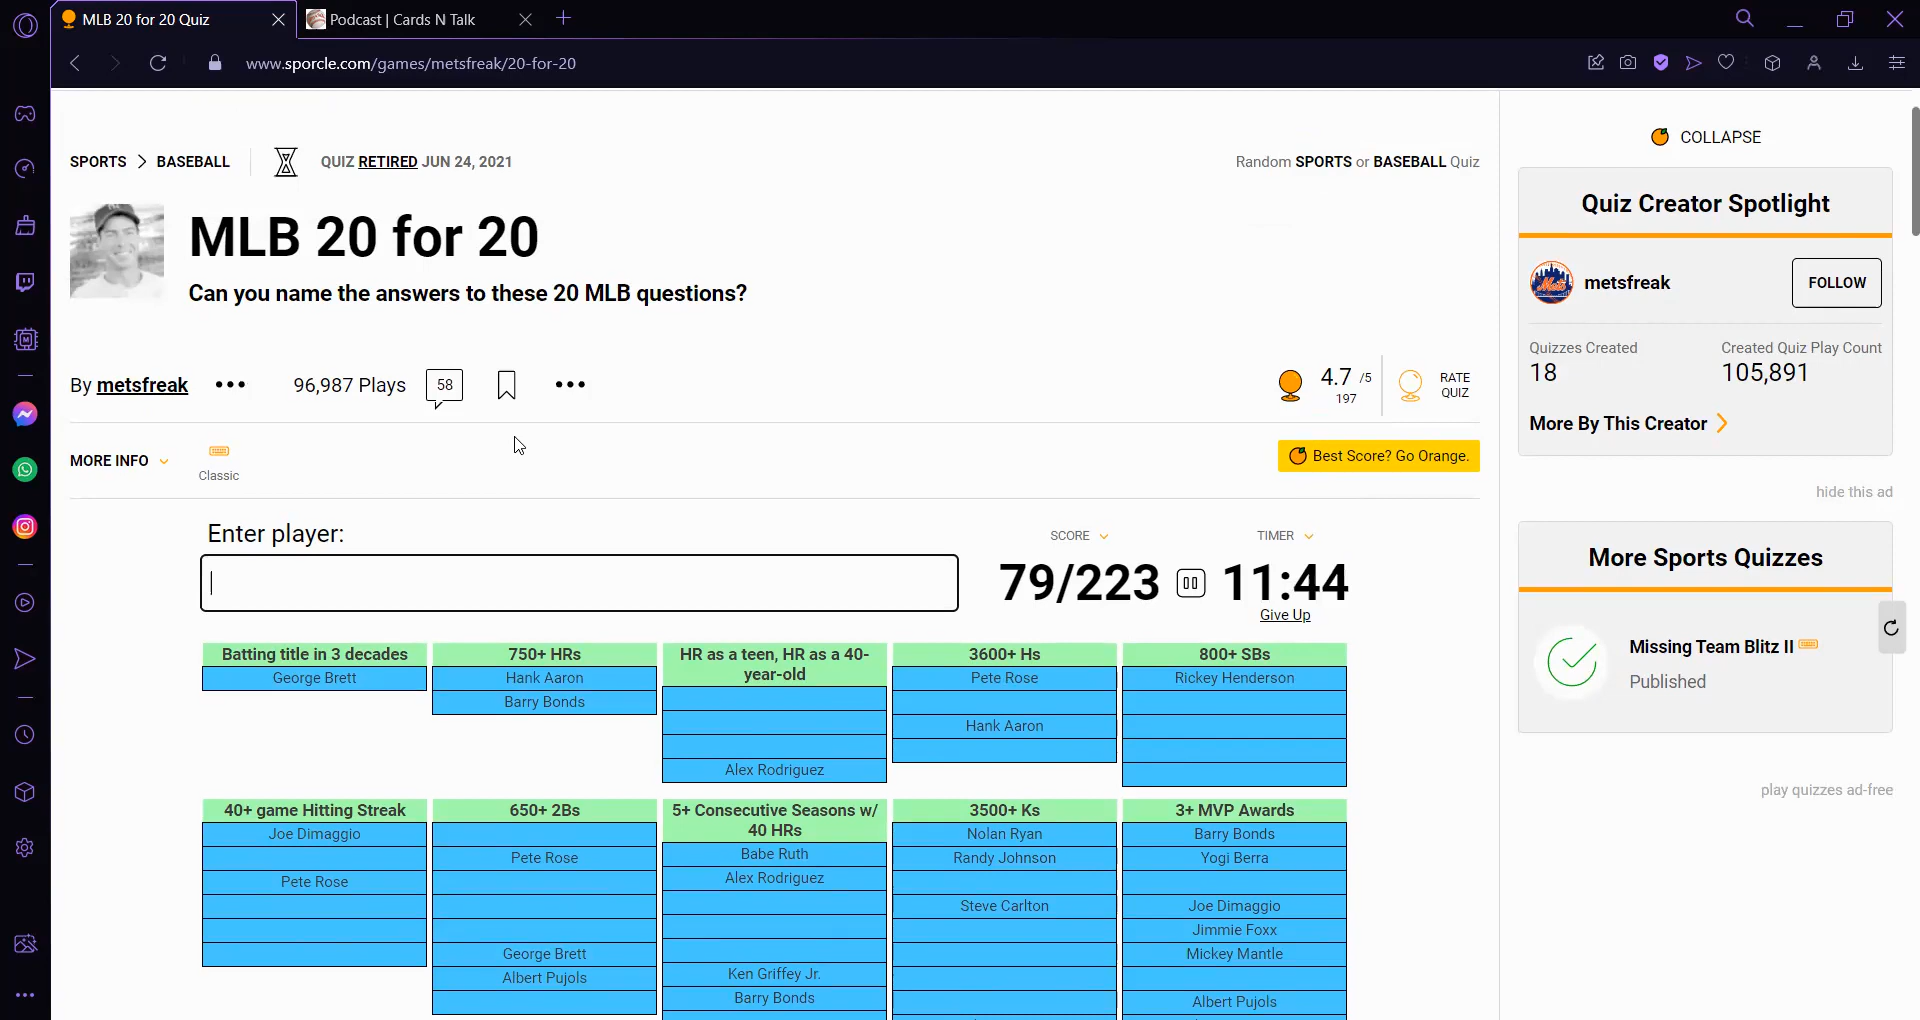 MLB 20 for 20 Quiz
Podcast | Cards N Talk
www.sporcle.com/games/metsfreak/20-for-20
SPORTS > BASEBALL
QUIZ RETIRED JUN 24, 2021
Random SPORTS or BASEBALL Quiz
MLB 20 for 20
Can you name the answers to these 20 MLB questions?
By metsfreak
96,987 Plays
58
4.7 /5
197
RATE
QUIZ
MORE INFO
Classic
Best Score? Go Orange.
Enter player:
SCORE
79/223
TIMER
11:44
Give Up
Batting title in 3 decades
George Brett
750+ HRs
Hank Aaron
Barry Bonds
HR as a teen, HR as a 40-
year-old
Alex Rodriguez
3600+ Hs
Pete Rose
Hank Aaron
800+ SBs
Rickey Henderson
40+ game Hitting Streak
Joe Dimaggio
Pete Rose
650+ 2Bs
Pete Rose
George Brett
Albert Pujols
5+ Consecutive Seasons w/
40 HRs
Babe Ruth
Alex Rodriguez
Ken Griffey Jr.
Barry Bonds
3500+ Ks
Nolan Ryan
Randy Johnson
Steve Carlton
3+ MVP Awards
Barry Bonds
Yogi Berra
Joe Dimaggio
Jimmie Foxx
Mickey Mantle
Albert Pujols
COLLAPSE
Quiz Creator Spotlight
metsfreak
FOLLOW
Quizzes Created
18
Created Quiz Play Count
105,891
More By This Creator
hide this ad
More Sports Quizzes
Missing Team Blitz II
Published
play quizzes ad-free